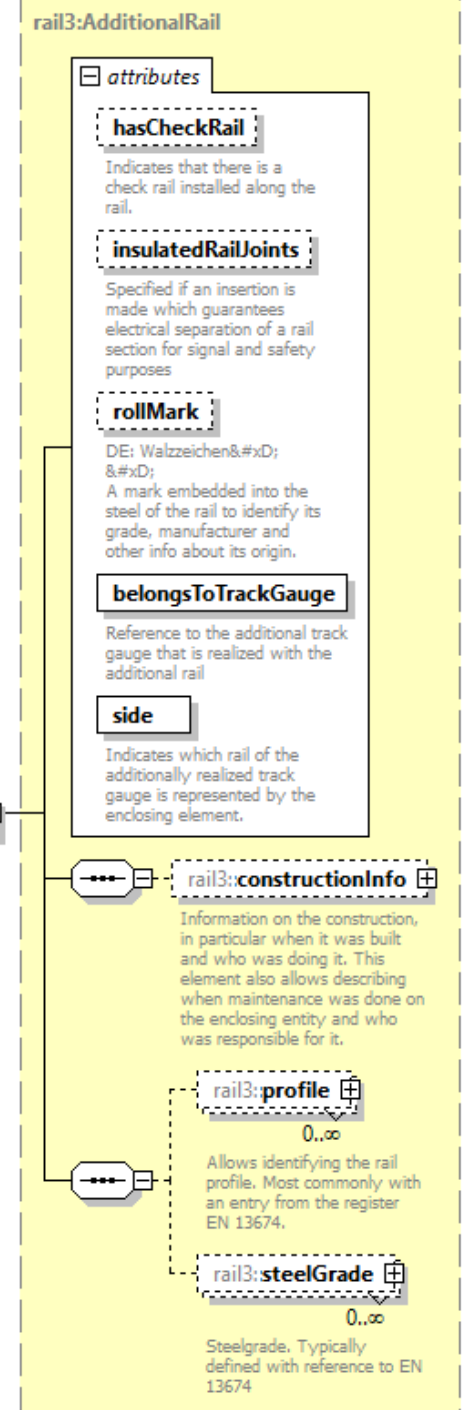 rail3:AdditionalRail
attributes
hasCheckRail
Indicates that there is a
check rail installed along the
rail.
insulatedRailJoints
Specified if an insertion is
made which guarantees
electrical separation of a rail
section for signal and safety
purposes
rollMark
DE: Walzzeichen&#xD;
&#xD;
A mark embedded into the
steel of the rail to identify its
grade, manufacturer and
other info about its origin.
belongsToTrackGauge
Reference to the additional track
gauge that is realized with the
additional rail
side
Indicates which rail of the
additionally realized track
gauge is represented by the
enclosing element.
rail3:constructionInfo
Information on the construction,
in particular when it was built
and who was doing it. This
element also allows describing
when maintenance was done on
the enclosing entity and who
was responsible for it.
rail3:profile
0..∞
Allows identifying the rail
profile. Most commonly with
an entry from the register
EN 13674.
rail3:steelGrade
0..∞
Steelgrade. Typically
defined with reference to EN
13674